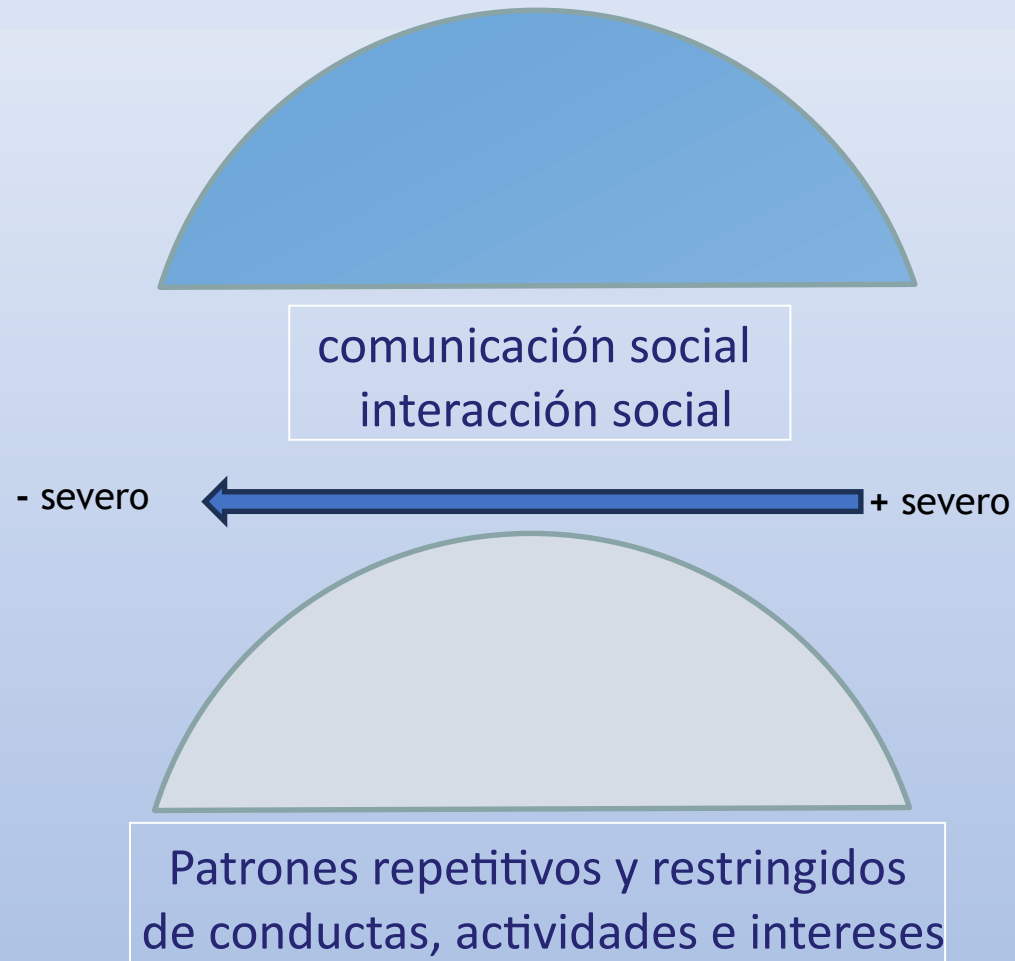 comunicación social
interacción social
- severo
+ severo
Patrones repetitivos y restringidos
de conductas, actividades e intereses